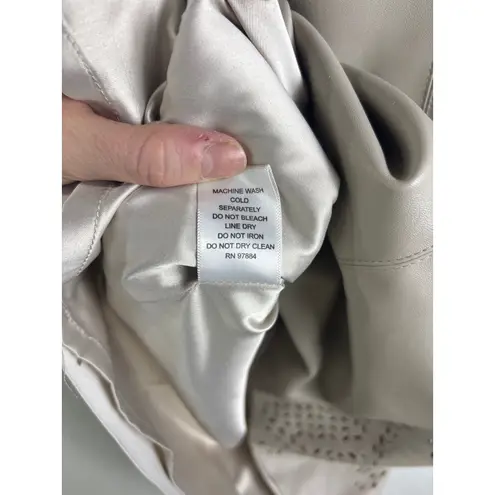 MACHINE WASH
COLD
SEPARATELY
DO NOT BLEACH
LINE DRY
DO NOT IRON
DO NOT DRY CLEAN
RN 97884